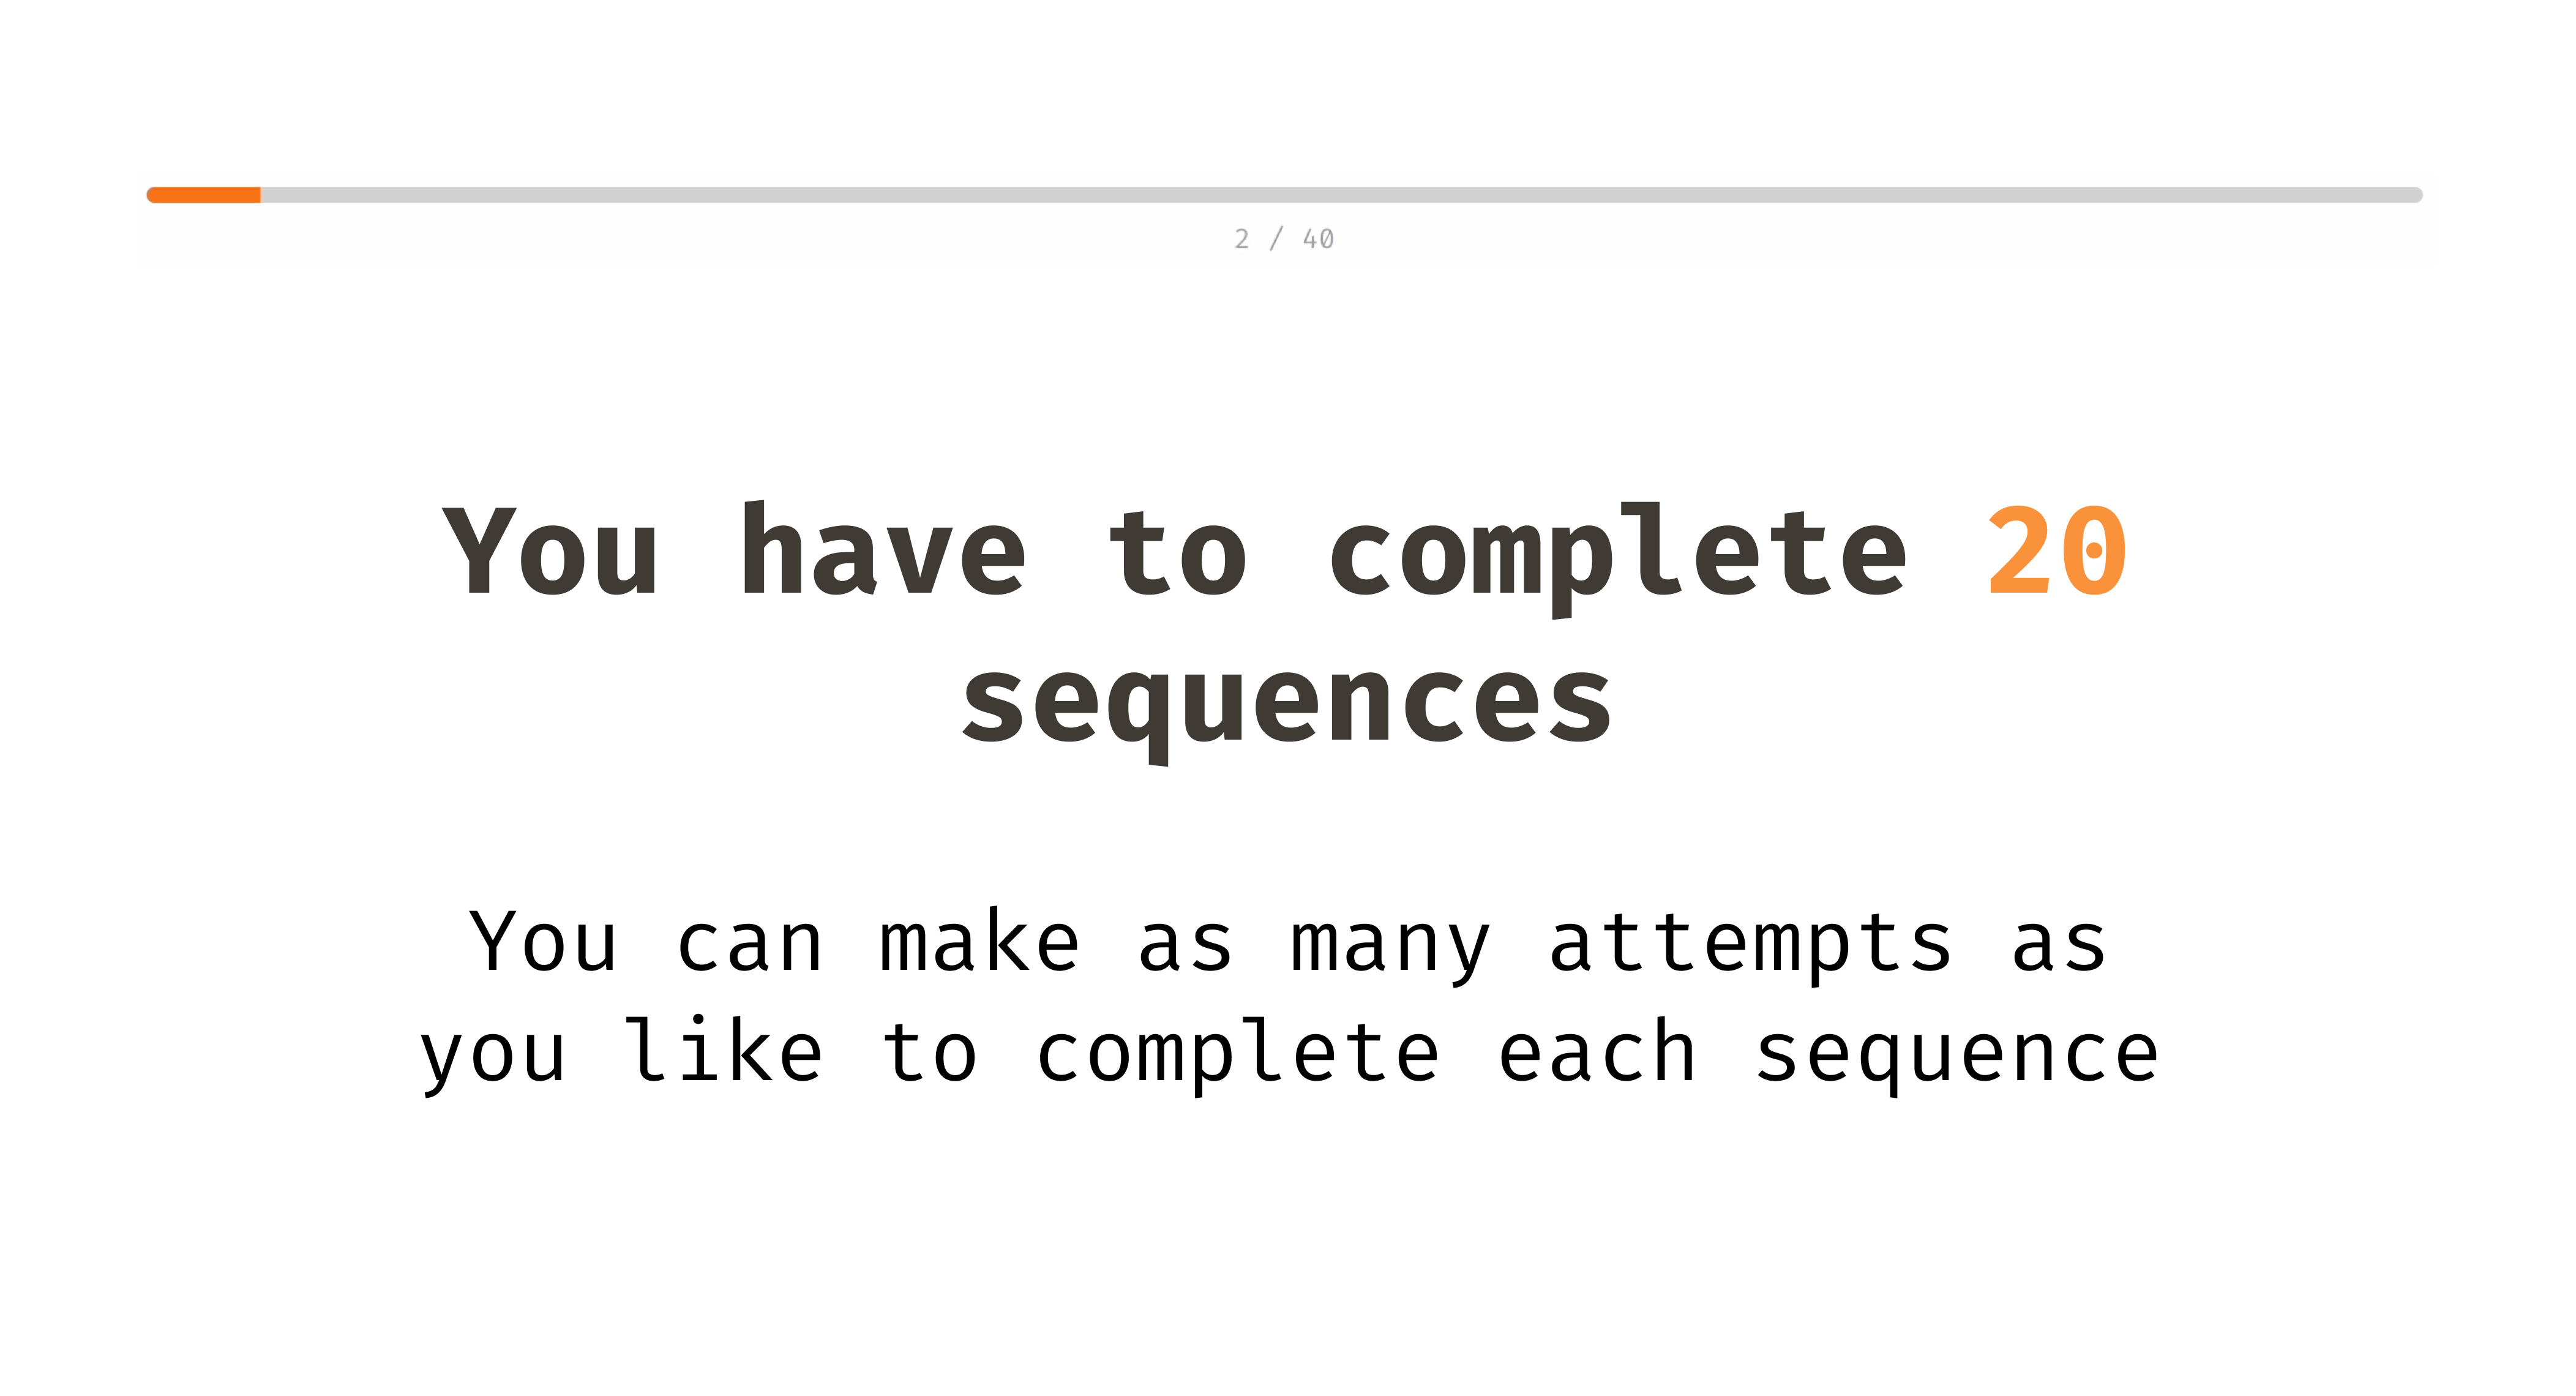 2 / 40
You have to complete 20
sequences
You can make as many attempts as
you like to complete each sequence